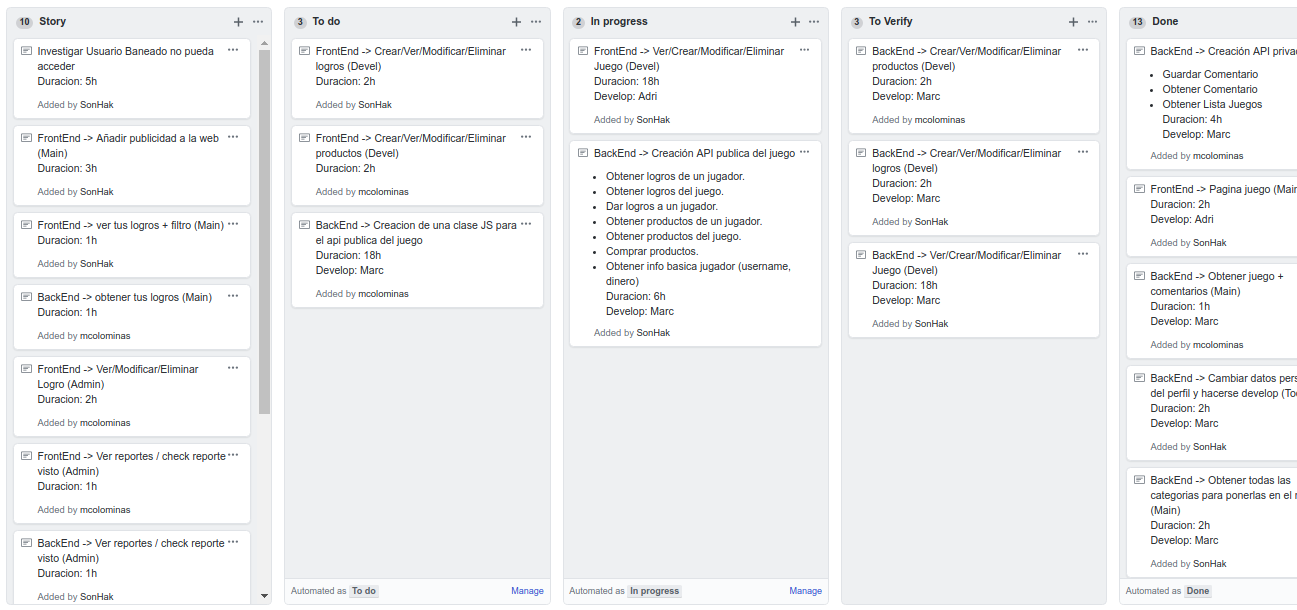 10 Story
Investigar Usuario Baneado no pueda
acceder
Duracion: 5h
Added by SonHak
FrontEnd -> Añadir publicidad a la web
(Main)
Duracion: 3h
Added by SonHak
FrontEnd -> ver tus logros + filtro (Main)
Duracion: 1h
Added by SonHak
BackEnd -> obtener tus logros (Main)
Duracion: 1h
Added by mcolominas
FrontEnd -> Ver/Modificar/Eliminar
Logro (Admin)
Duracion: 2h
Added by mcolominas
FrontEnd -> Ver reportes / check reporte
visto (Admin)
Duracion: 1h
Added by mcolominas
BackEnd -> Ver reportes / check reporte
visto (Admin)
Duracion: 1h
Added by SonHak
3 To do
FrontEnd -> Crear/Ver/Modificar/Eliminar
logros (Devel)
Duracion: 2h
Added by SonHak
FrontEnd -> Crear/Ver/Modificar/Eliminar
productos (Devel)
Duracion: 2h
Added by mcolominas
BackEnd -> Creacion de una clase JS para
el api publica del juego
Duracion: 18h
Develop: Marc
Added by mcolominas
Automated as To do Manage
2 In progress
FrontEnd -> Ver/Crear/Modificar/Eliminar
Juego (Devel)
Duracion: 18h
Develop: Adri
Added by SonHak
BackEnd -> Creación API publica del juego
Obtener logros de un jugador.
Obtener logros del juego.
Dar logros a un jugador.
Obtener productos de un jugador.
Obtener productos del juego.
Comprar productos.
Obtener info basica jugador (username,
dinero)
Duracion: 6h
Develop: Marc
Added by SonHak
Automated as In progress Manage
3 To Verify
BackEnd -> Crear/Ver/Modificar/Eliminar
productos (Devel)
Duracion: 2h
Develop: Marc
Added by mcolominas
BackEnd -> Crear/Ver/Modificar/Eliminar
logros (Devel)
Duracion: 2h
Develop: Marc
Added by SonHak
BackEnd -> Ver/Crear/Modificar/Eliminar
Juego (Devel)
Duracion: 18h
Develop: Marc
Added by SonHak
13 Done
BackEnd -> Creación API
Guardar Comentario
Obtener Comentario
Obtener Lista Juegos
Duracion: 4h
Develop: Marc
Added by mcolominas
FrontEnd -> Pagina juego
Duracion: 2h
Develop: Adri
Added by SonHak
BackEnd -> Obtener juego +
comentarios (Main)
Duracion: 1h
Develop: Marc
Added by mcolominas
BackEnd -> Cambiar datos
del perfil y hacerse develop
Duracion: 2h
Develop: Marc
Added by SonHak
BackEnd -> Obtener todas las
categorias para ponerlas en el
(Main)
Duracion: 2h
Develop: Marc
Added by SonHak
Automated as Done